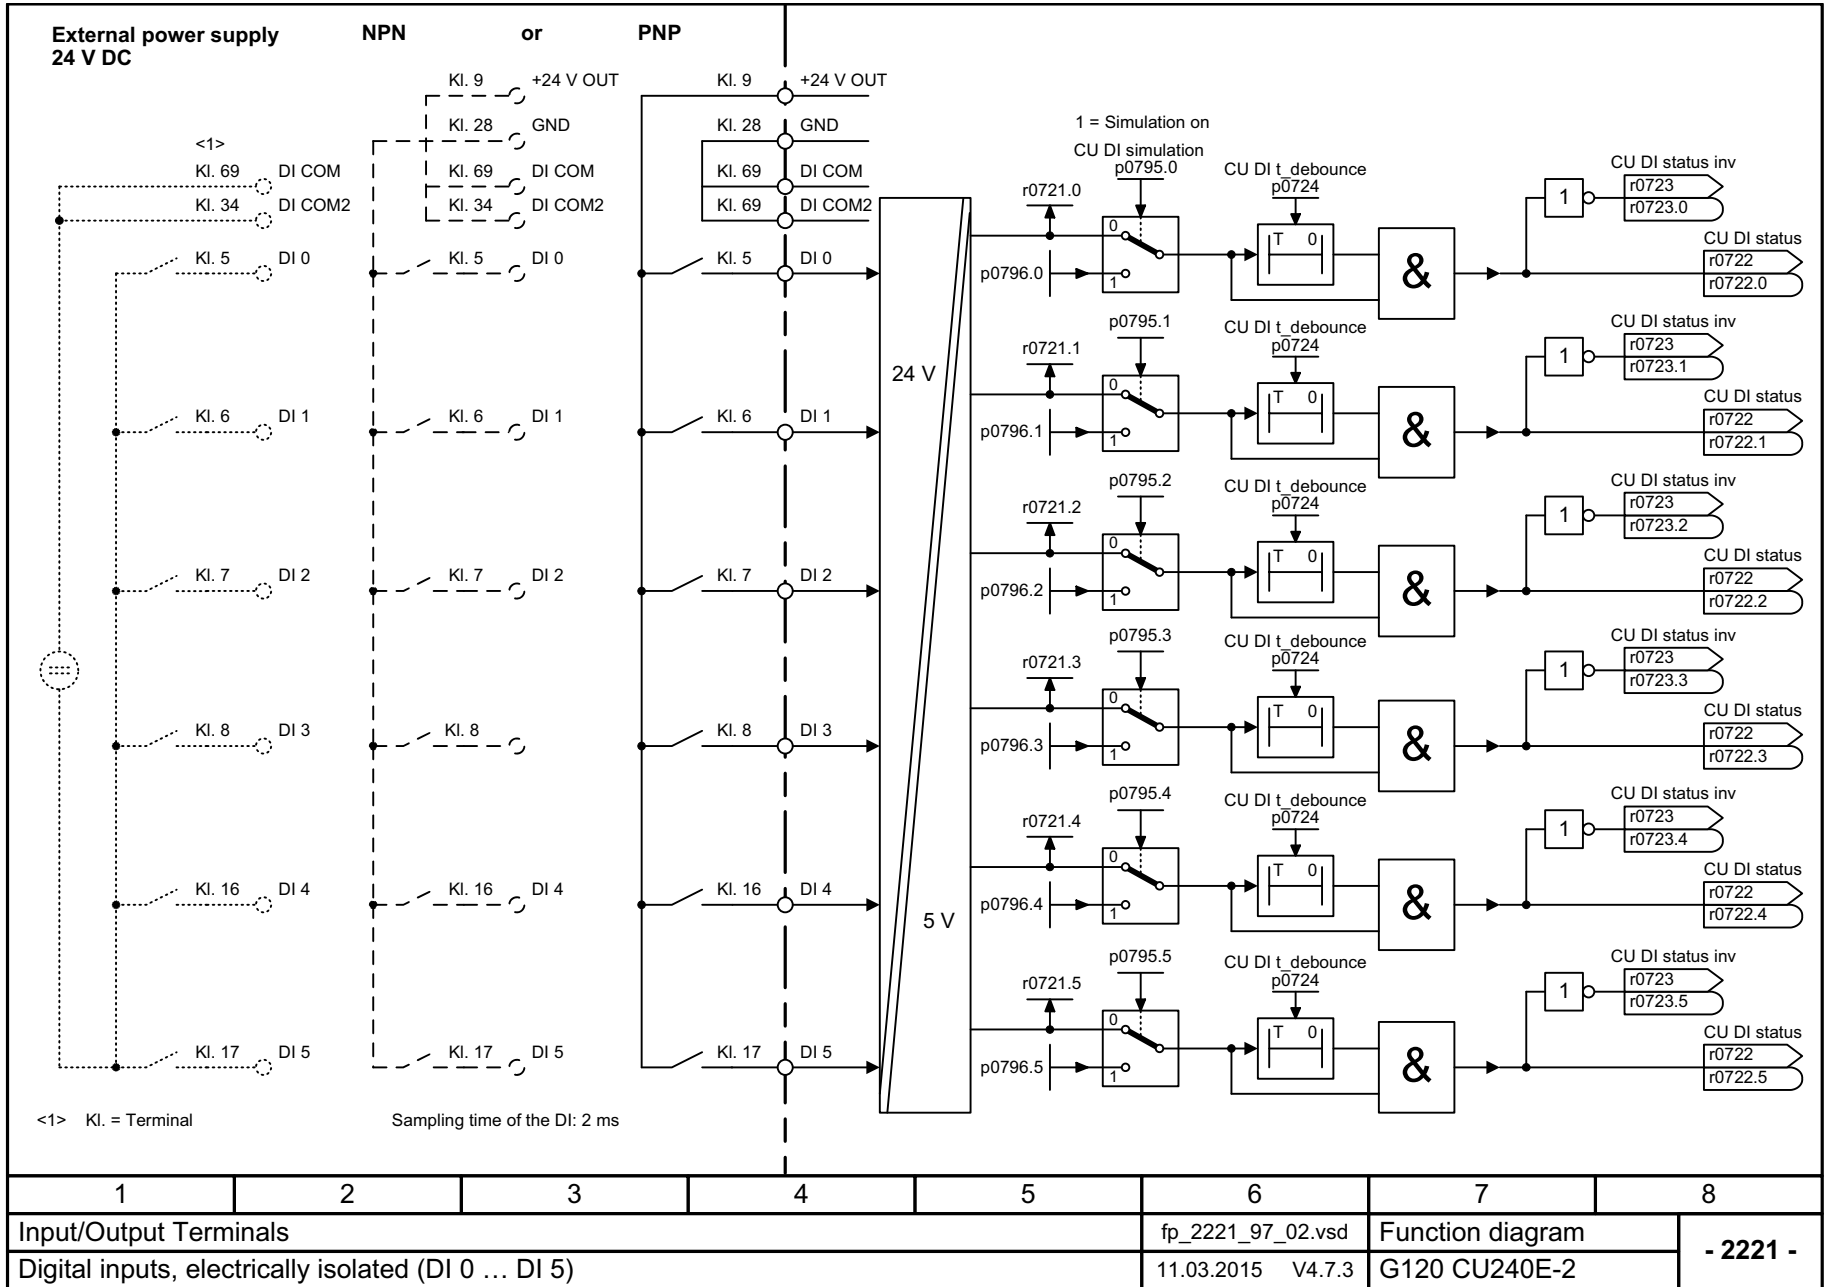 External power supply
24 V DC
NPN
or
PNP
Kl. 9
+24 V OUT
Kl. 9
+24 V OUT
Kl. 28
GND
Kl. 28
GND
<1>
Kl. 69
DI COM
Kl. 69
DI COM
Kl. 69
DI COM
Kl. 34
DI COM2
Kl. 34
DI COM2
Kl. 69
DI COM2
1 = Simulation on
CU DI simulation
p0795.0
CU DI t_debounce
p0724
CU DI status inv
r0723
r0723.0
r0721.0
0
1
T 0
1
Kl. 5
DI 0
Kl. 5
DI 0
Kl. 5
DI 0
p0796.0
&
CU DI status
r0722
r0722.0
p0795.1
CU DI t_debounce
p0724
CU DI status inv
r0723
r0723.1
r0721.1
24 V
0
1
T 0
1
Kl. 6
DI 1
Kl. 6
DI 1
Kl. 6
DI 1
p0796.1
&
CU DI status
r0722
r0722.1
p0795.2
CU DI t_debounce
p0724
CU DI status inv
r0723
r0723.2
r0721.2
0
1
T 0
1
Kl. 7
DI 2
Kl. 7
DI 2
Kl. 7
DI 2
p0796.2
&
CU DI status
r0722
r0722.2
p0795.3
CU DI t_debounce
p0724
CU DI status inv
r0723
r0723.3
r0721.3
0
1
T 0
1
Kl. 8
DI 3
Kl. 8
Kl. 8
DI 3
p0796.3
&
CU DI status
r0722
r0722.3
p0795.4
CU DI t_debounce
p0724
CU DI status inv
r0723
r0723.4
r0721.4
0
1
T 0
1
Kl. 16
DI 4
Kl. 16
DI 4
Kl. 16
DI 4
5 V
p0796.4
&
CU DI status
r0722
r0722.4
p0795.5
CU DI t_debounce
p0724
CU DI status inv
r0723
r0723.5
r0721.5
0
1
T 0
1
Kl. 17
DI 5
Kl. 17
DI 5
Kl. 17
DI 5
p0796.5
&
CU DI status
r0722
r0722.5
<1> Kl. = Terminal
Sampling time of the DI: 2 ms
1 2 3 4 5 6 7 8
Input/Output Terminals
fp_2221_97_02.vsd
Function diagram
- 2221 -
Digital inputs, electrically isolated (DI 0 … DI 5)
11.03.2015 V4.7.3
G120 CU240E-2